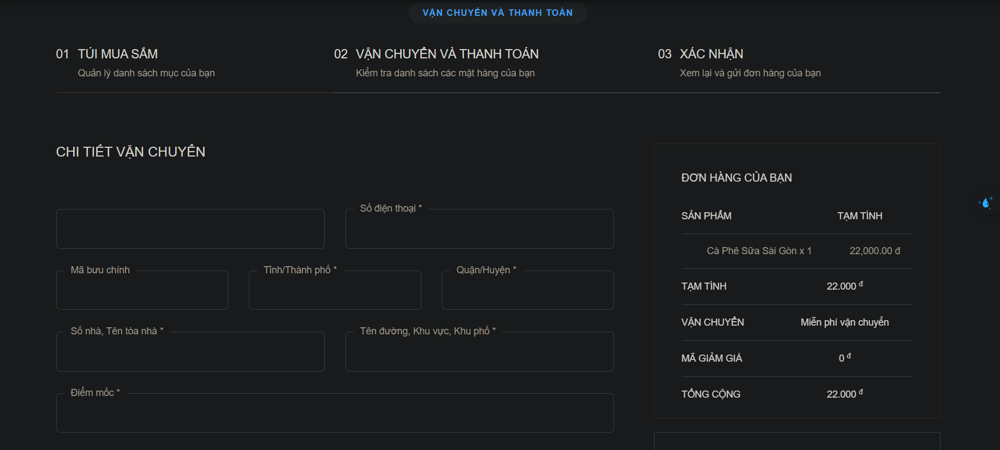 VẬN CHUYỂN VÀ THANH TOÁN
01 TÚI MUA SẮM
Quản lý danh sách mục của bạn
02 VẬN CHUYỂN VÀ THANH TOÁN
Kiểm tra danh sách các mặt hàng của bạn
03 XÁC NHẬN
Xem lại và gửi đơn hàng của bạn
CHI TIẾT VẬN CHUYỂN
Số điện thoại *
Mã bưu chính
Tỉnh/Thành phố *
Quận/Huyện *
Số nhà, Tên tòa nhà *
Tên đường, Khu vực, Khu phố *
Điểm mốc *
ĐƠN HÀNG CỦA BẠN
SẢN PHẨM TẠM TÍNH
Cà Phê Sữa Sài Gòn x 1 22,000.00 đ
TẠM TÍNH 22.000 đ
VẬN CHUYỂN Miễn phí vận chuyển
MÃ GIẢM GIÁ 0 đ
TỔNG CỘNG 22.000 đ